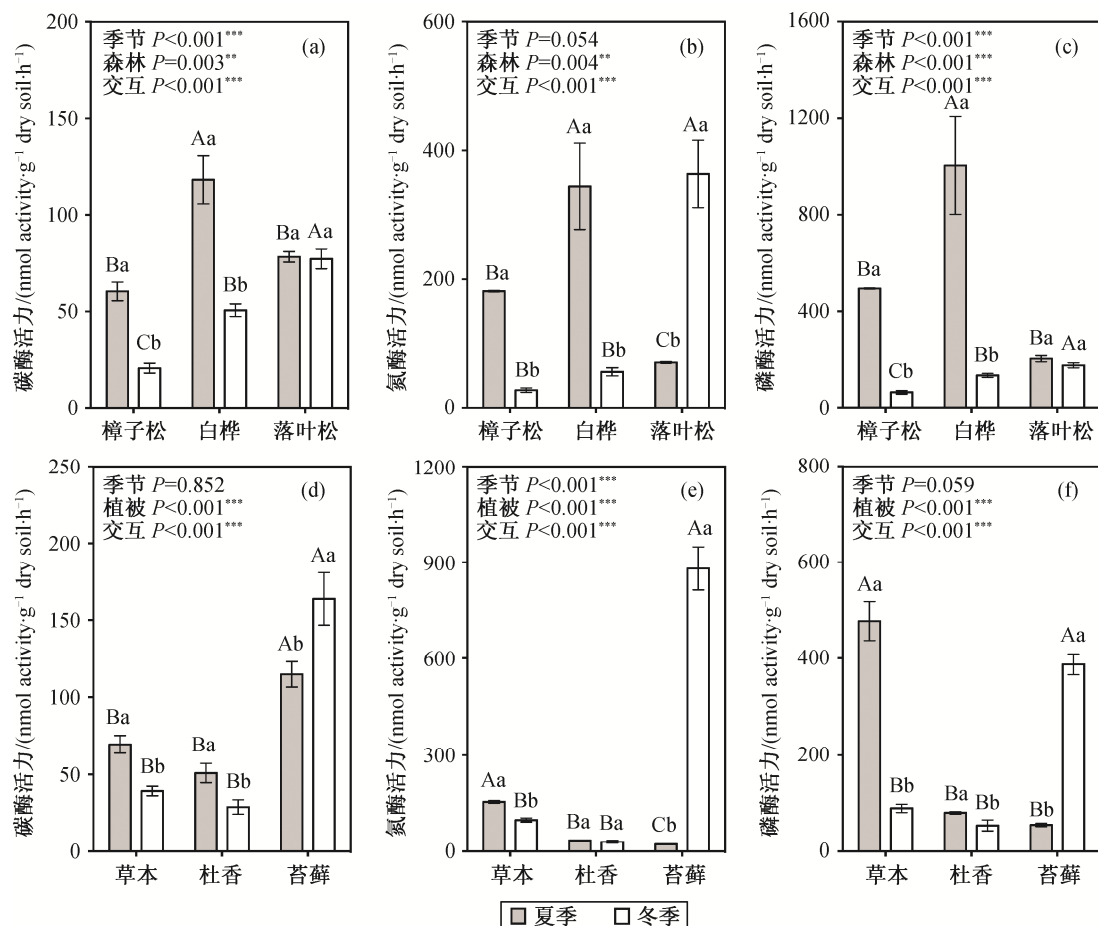 碳酶活力/(nmol activity·g⁻¹ dry soil·h⁻¹)
200
150
100
50
0
季节 P<0.001***
森林 P=0.003**
交互 P<0.001***
(a)
Ba
Cb
Aa
Bb
Ba
Aa
樟子松 白桦 落叶松
氮酶活力/(nmol activity·g⁻¹ dry soil·h⁻¹)
600
400
200
0
季节 P=0.054
森林 P=0.004**
交互 P<0.001***
(b)
Ba
Bb
Aa
Bb
Cb
Aa
樟子松 白桦 落叶松
磷酶活力/(nmol activity·g⁻¹ dry soil·h⁻¹)
1600
1200
800
400
0
季节 P<0.001***
森林 P<0.001***
交互 P<0.001***
(c)
Ba
Cb
Aa
Bb
Ba
Aa
樟子松 白桦 落叶松
碳酶活力/(nmol activity·g⁻¹ dry soil·h⁻¹)
250
200
150
100
50
0
季节 P=0.852
植被 P<0.001***
交互 P<0.001***
(d)
Ba
Bb
Ba
Bb
Ab
Aa
草本 杜香 苔藓
氮酶活力/(nmol activity·g⁻¹ dry soil·h⁻¹)
1200
900
600
300
0
季节 P<0.001***
植被 P<0.001***
交互 P<0.001***
(e)
Aa
Bb
Ba
Ba
Cb
Aa
草本 杜香 苔藓
磷酶活力/(nmol activity·g⁻¹ dry soil·h⁻¹)
800
600
400
200
0
季节 P=0.059
植被 P<0.001***
交互 P<0.001***
(f)
Aa
Bb
Ba
Bb
Bb
Aa
草本 杜香 苔藓
夏季 冬季